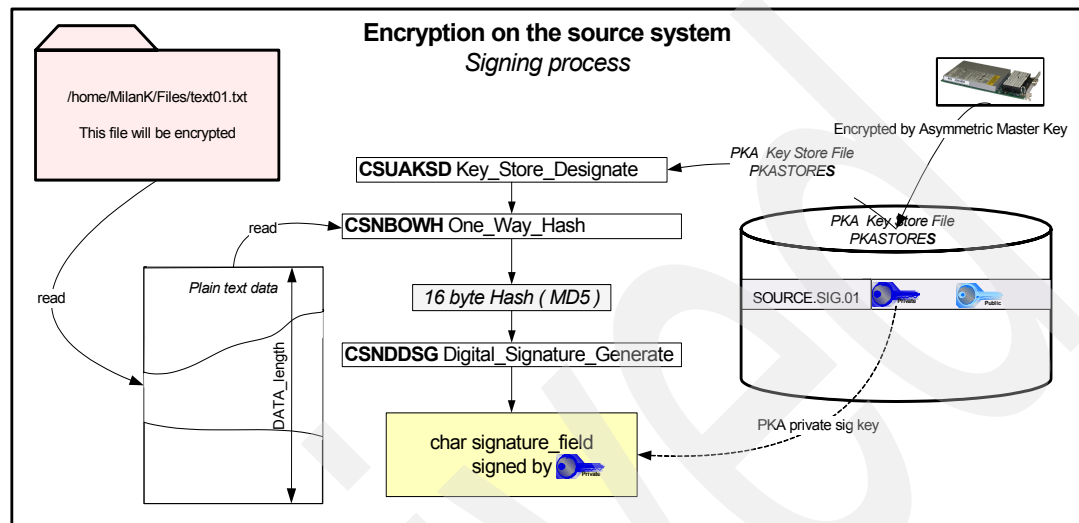 Encryption on the source system
Signing process
/home/MilanK/Files/text01.txt
This file will be encrypted
Encrypted by Asymmetric Master Key
PKA Key Store File
PKASTORES
CSUAKSD Key_Store_Designate
PKA Key Store File
PKASTORES
read
CSNBOWH One_Way_Hash
read
Plain text data
16 byte Hash ( MD5 )
SOURCE.SIG.01
Private
Public
CSNDDSG Digital_Signature_Generate
DATA_length
PKA private sig key
char signature_field
signed by
Private